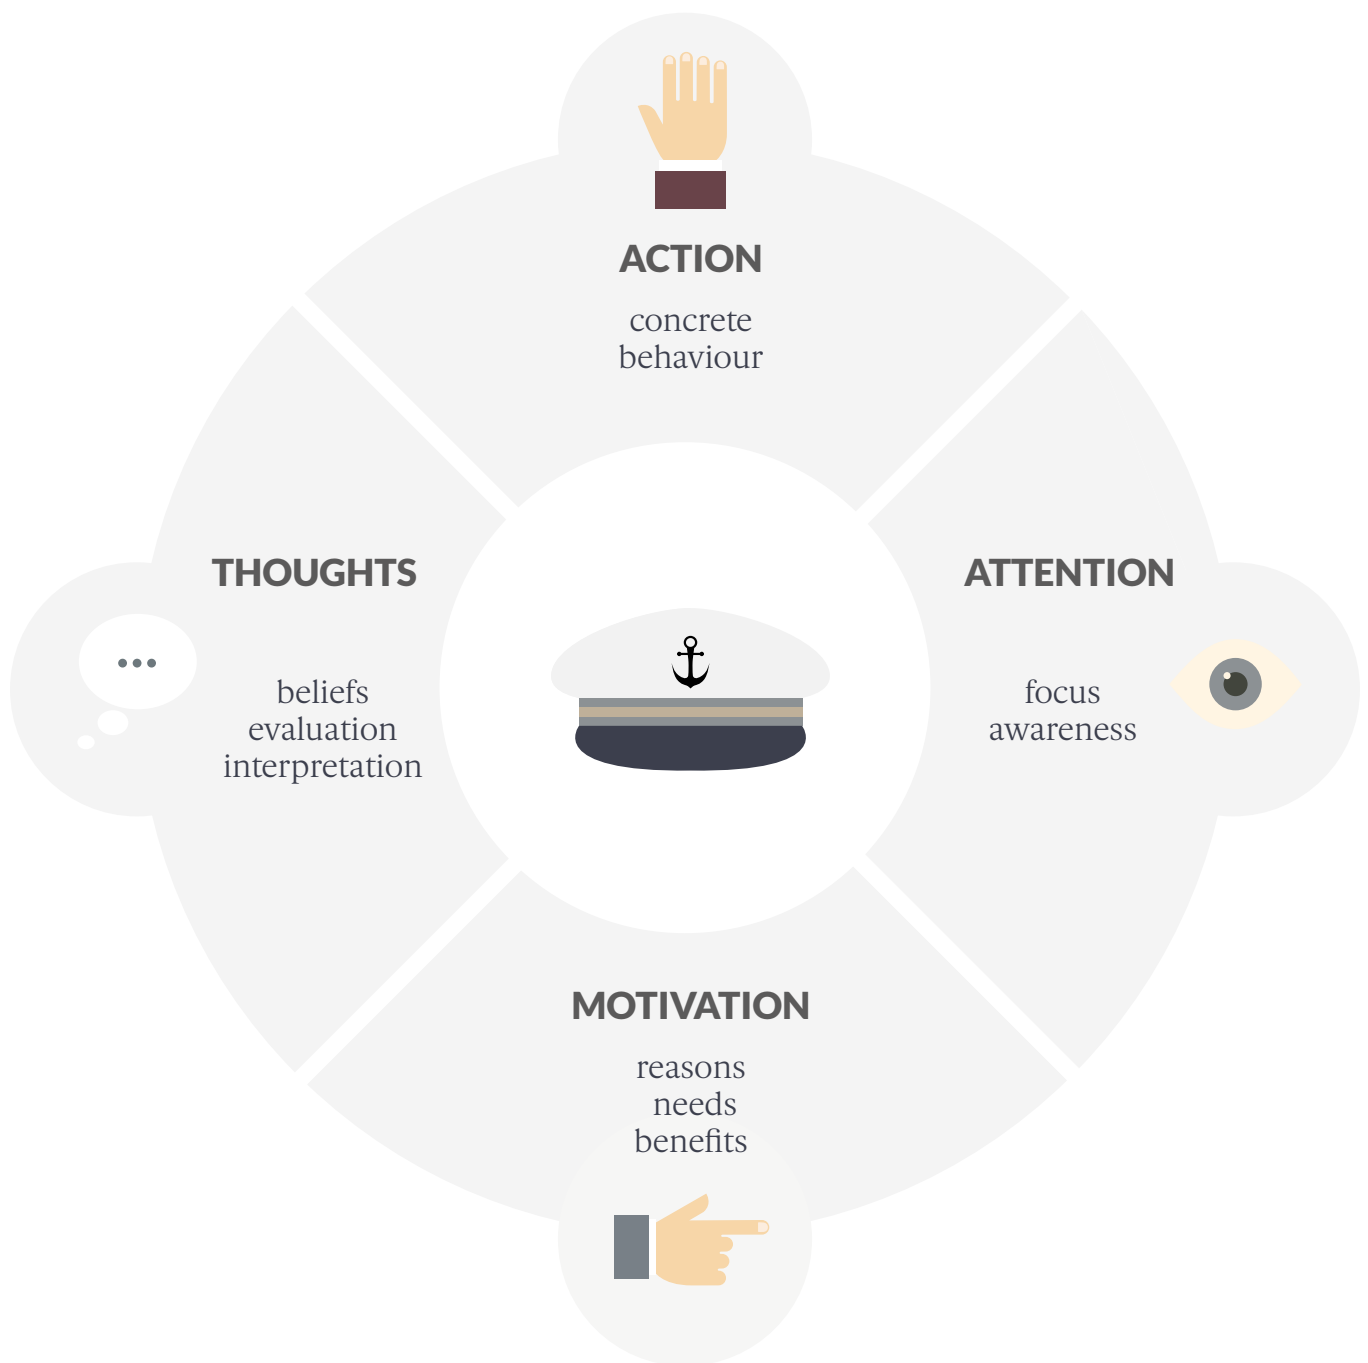 ACTION
concrete
behaviour
THOUGHTS
beliefs
evaluation
interpretation
ATTENTION
focus
awareness
MOTIVATION
reasons
needs
benefits